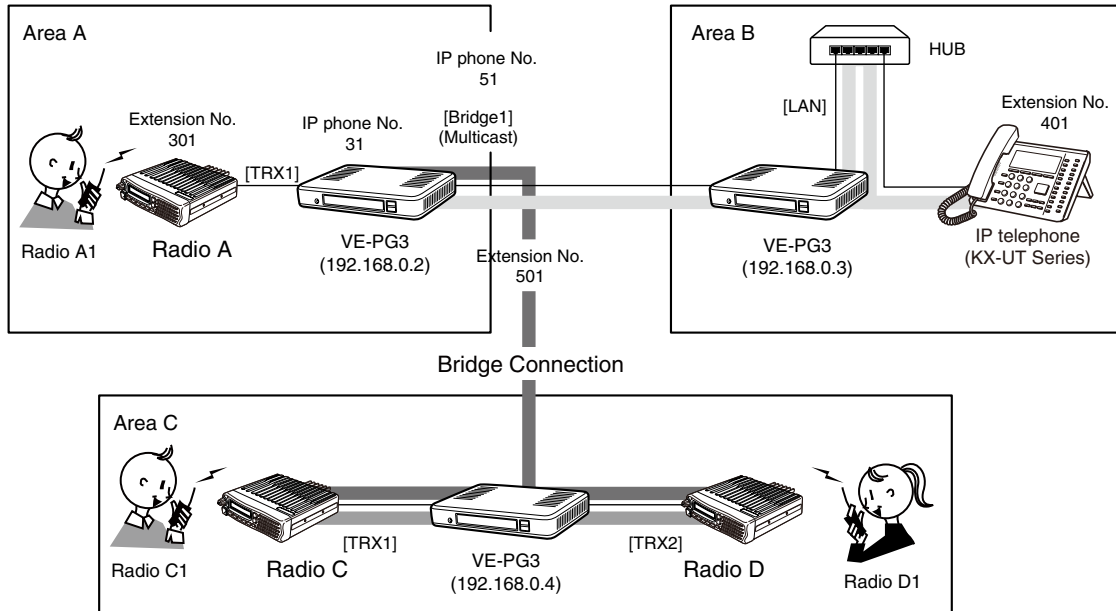 Area A
IP phone No.
51
[Bridge1]
(Multicast)
Extension No.
301
IP phone No.
31
[TRX1]
Radio A1
Radio A
VE-PG3
(192.168.0.2)
Extension No.
501
Area B
HUB
[LAN]
Extension No.
401
VE-PG3
(192.168.0.3)
IP telephone
(KX-UT Series)
Bridge Connection
Area C
Radio C1
Radio C
[TRX1]
VE-PG3
(192.168.0.4)
[TRX2]
Radio D
Radio D1